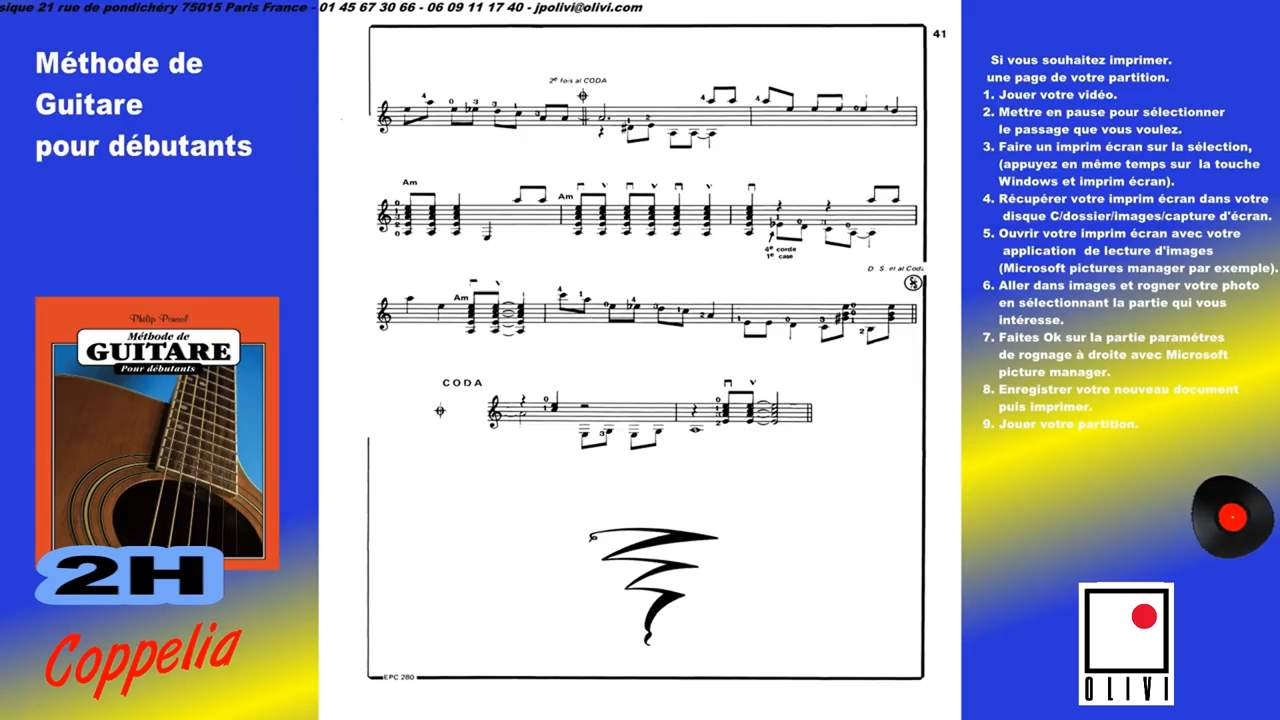 sique 21 rue de pondichéry 75015 Paris France - 01 45 67 30 66 - 06 09 11 17 40 - jpolivi@olivi.com
Méthode de
Guitare
pour débutants
Philip Pencol
Méthode de
GUITARE
Pour débutants
2H
Coppelia
41
2e fois al CODA
Am
Am
4e corde
1e case
D. S. et al Coda
Am
CODA
EPC 280
Si vous souhaitez imprimer.
une page de votre partition.
1. Jouer votre vidéo.
2. Mettre en pause pour sélectionner
le passage que vous voulez.
3. Faire un imprim écran sur la sélection,
(appuyez en même temps sur la touche
Windows et imprim écran).
4. Récupérer votre imprim écran dans votre
disque C/dossier/images/capture d'écran.
5. Ouvrir votre imprim écran avec votre
application de lecture d'images
(Microsoft pictures manager par exemple).
6. Aller dans images et rogner votre photo
en sélectionnant la partie qui vous
intéresse.
7. Faites Ok sur la partie paramétres
de rognage à droite avec Microsoft
picture manager.
8. Enregistrer votre nouveau document
puis imprimer.
9. Jouer votre partition.
OLIVI